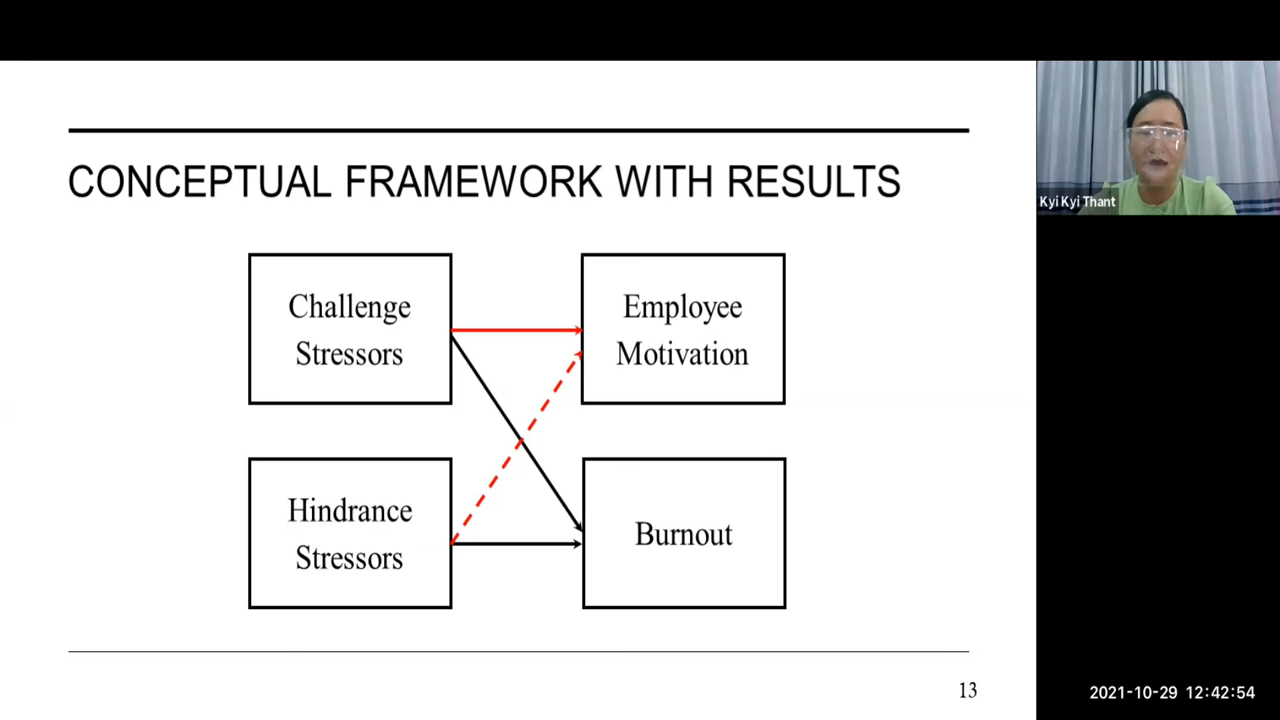 CONCEPTUAL FRAMEWORK WITH RESULTS
Challenge
Stressors
Employee
Motivation
Hindrance
Stressors
Burnout
13
Kyi Kyi Thant
2021-10-29 12:42:54